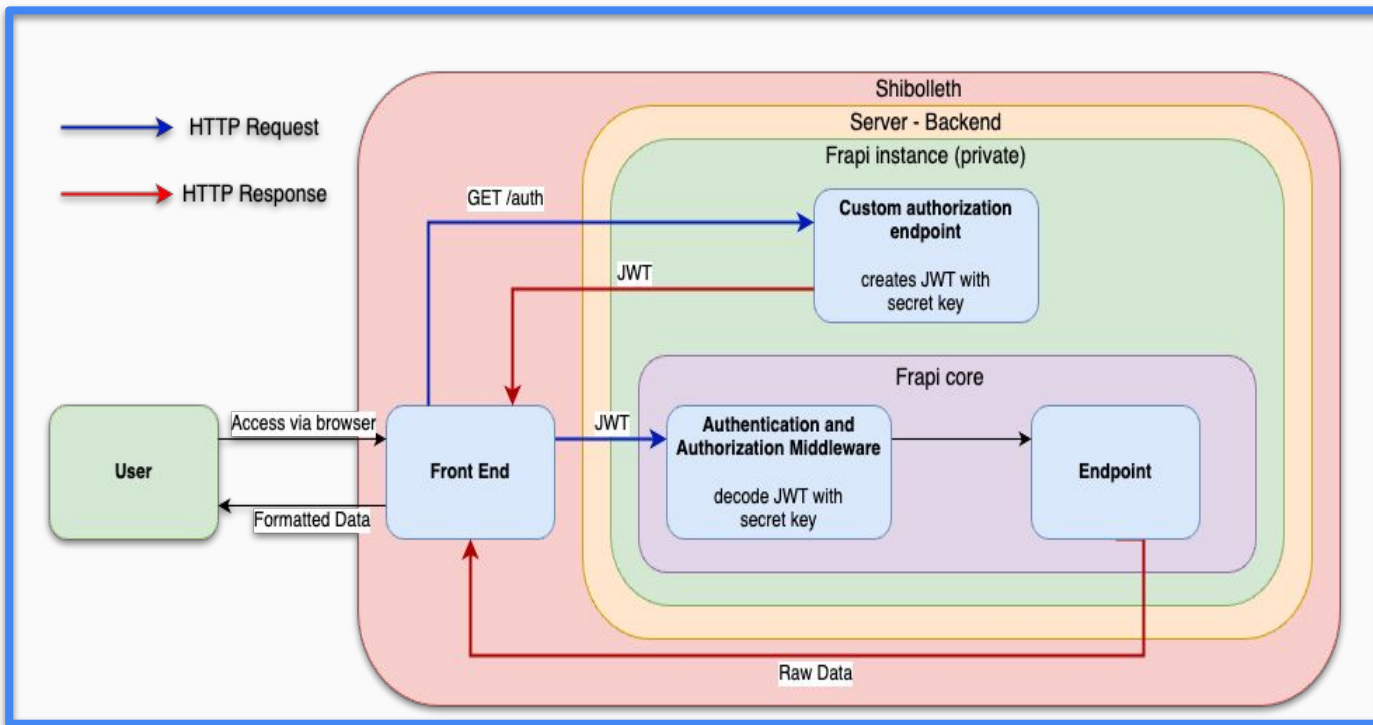 Shibolleth
Server - Backend
HTTP Request
Frapi instance (private)
HTTP Response
GET /auth
Custom authorization
endpoint
creates JWT with
secret key
JWT
Frapi core
Access via browser
JWT
Authentication and
Authorization Middleware
decode JWT with
secret key
User
Front End
Endpoint
Formatted Data
Raw Data